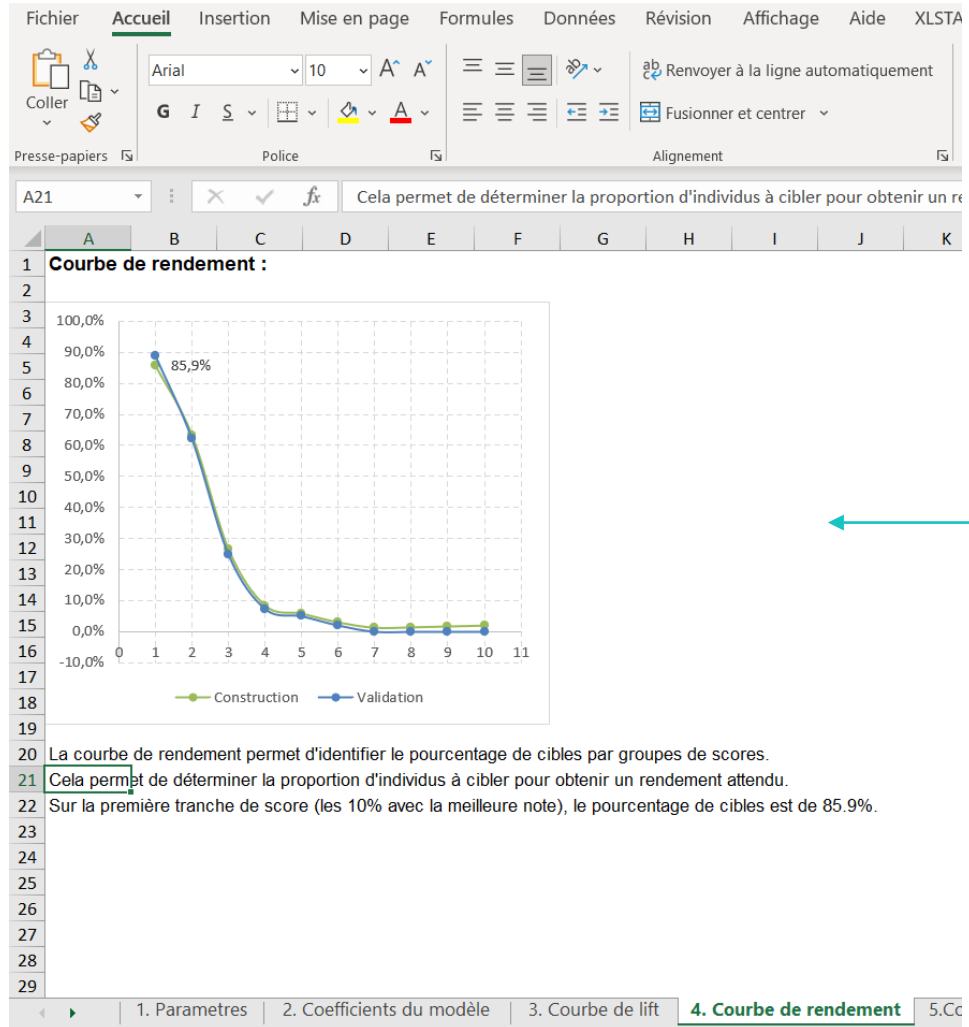 Fichier Accueil Insertion Mise en page Formules Données Révision Affichage Aide XLSTA
Arial 10 A^ A˅ ab Renvoyer à la ligne automatiquement
Coller
G I S A Fusionner et centrer
Presse-papiers Police Alignement
A21 fx Cela permet de déterminer la proportion d'individus à cibler pour obtenir un re
A B C D E F G H I J K
1 Courbe de rendement :
2
3
4
5
6
7
8
9
10
11
12
13
14
15
16
17
18
19
100,0%
90,0%
85,9%
80,0%
70,0%
60,0%
50,0%
40,0%
30,0%
20,0%
10,0%
0,0%
0 1 2 3 4 5 6 7 8 9 10 11
-10,0%
Construction Validation
20 La courbe de rendement permet d'identifier le pourcentage de cibles par groupes de scores.
21 Cela permet de déterminer la proportion d'individus à cibler pour obtenir un rendement attendu.
22 Sur la première tranche de score (les 10% avec la meilleure note), le pourcentage de cibles est de 85.9%.
23
24
25
26
27
28
29
1. Parametres 2. Coefficients du modèle 3. Courbe de lift 4. Courbe de rendement 5.Co